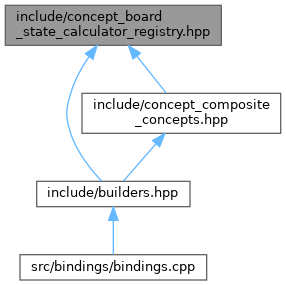 include/concept_board
_state_calculator_registry.hpp
include/concept_composite
_concepts.hpp
include/builders.hpp
src/bindings/bindings.cpp